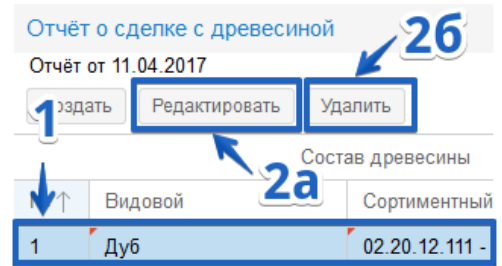 Отчёт о сделке с древесиной
2б
Отчёт от 11.04.2017
1
Редактировать
Удалить
2а
Состав древесины
↑
Видовой
Сортиментный
1
Дуб
02.20.12.111 -